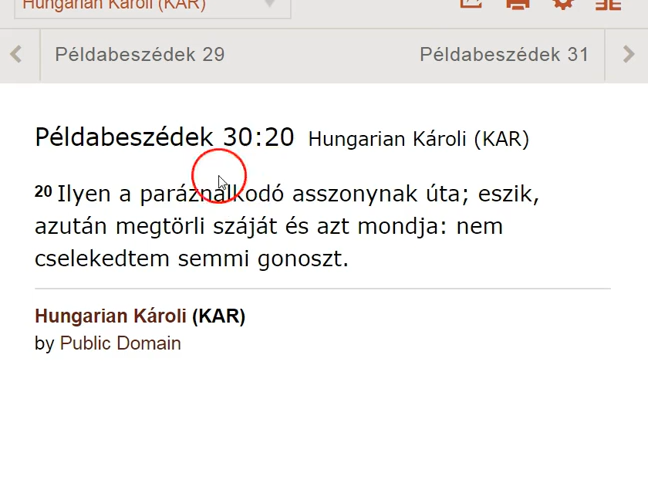 Hungarian Károli (KAR)
Példabeszédek 29 Példabeszédek 31
Példabeszédek 30:20 Hungarian Károli (KAR)
20 Ilyen a paráználkodó asszonynak úta; eszik,
azután megtörli száját és azt mondja: nem
cselekedtem semmi gonoszt.
Hungarian Károli (KAR)
by Public Domain